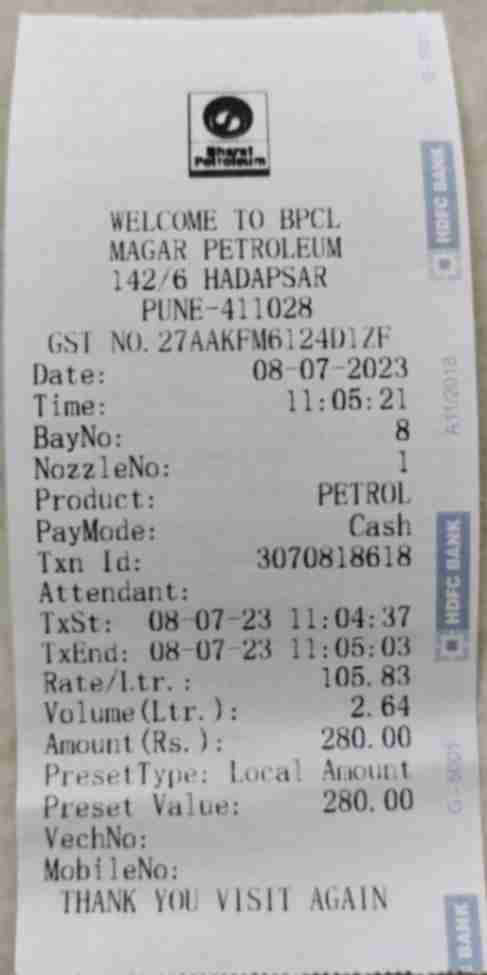 Bharat
Petroleum
WELCOME TO BPCL
MAGAR PETROLEUM
142/6 HADAPSAR
PUNE-411028
GST NO.27AAKFM6124D1ZF
Date: 08-07-2023
Time: 11:05:21
BayNo: 8
NozzleNo: 1
Product: PETROL
PayMode: Cash
Txn Id: 3070818618
Attendant:
TxSt: 08-07-23 11:04:37
TxEnd: 08-07-23 11:05:03
Rate/Ltr.: 105.83
Volume(Ltr.): 2.64
Amount(Rs.): 280.00
PresetType: Local Amount
Preset Value: 280.00
VechNo:
MobileNo:
THANK YOU VISIT AGAIN
HDFC BANK
A11/2018
HDFC BANK
BANK